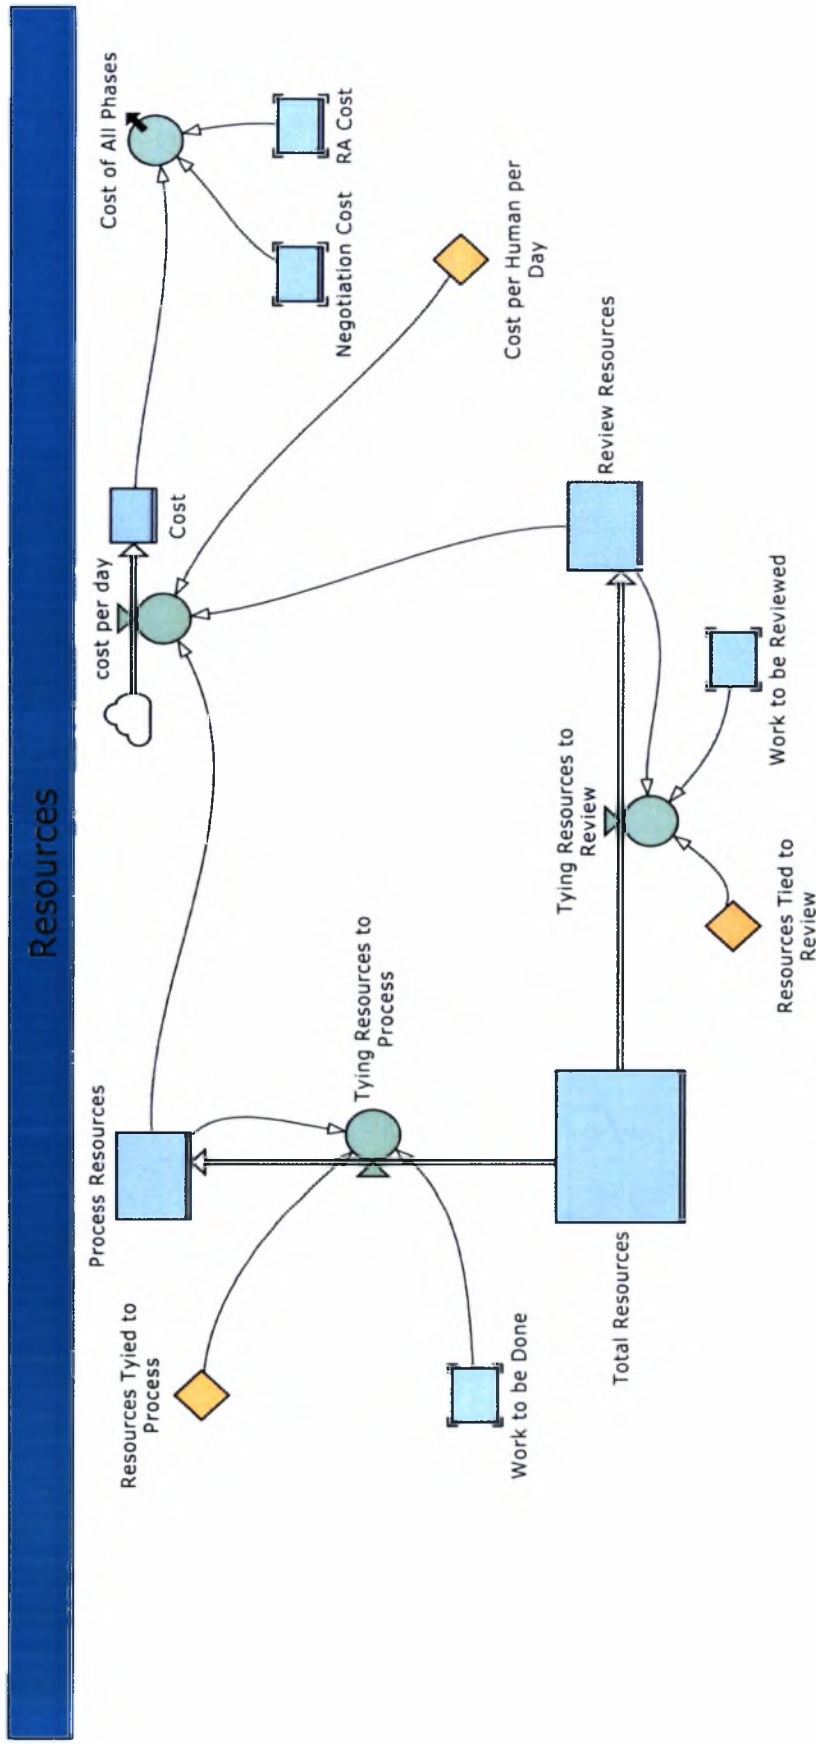 Resources
Resources Tyied to
Process
Process Resources
cost per day
Cost
Cost of All Phases
RA Cost
Negotiation Cost
Tying Resources to
Process
Cost per Human per
Day
Work to be Done
Total Resources
Tying Resources to
Review
Review Resources
Resources Tied to
Review
Work to be Reviewed